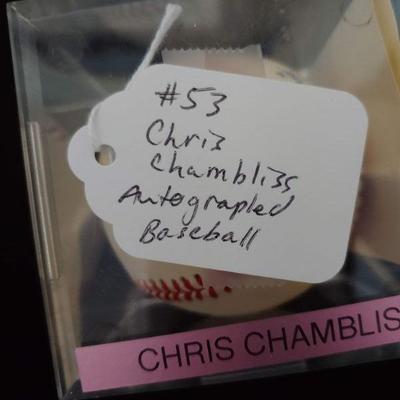 #53
Chris
Chambliss
Autographed
Baseball
CHRIS CHAMBLIS